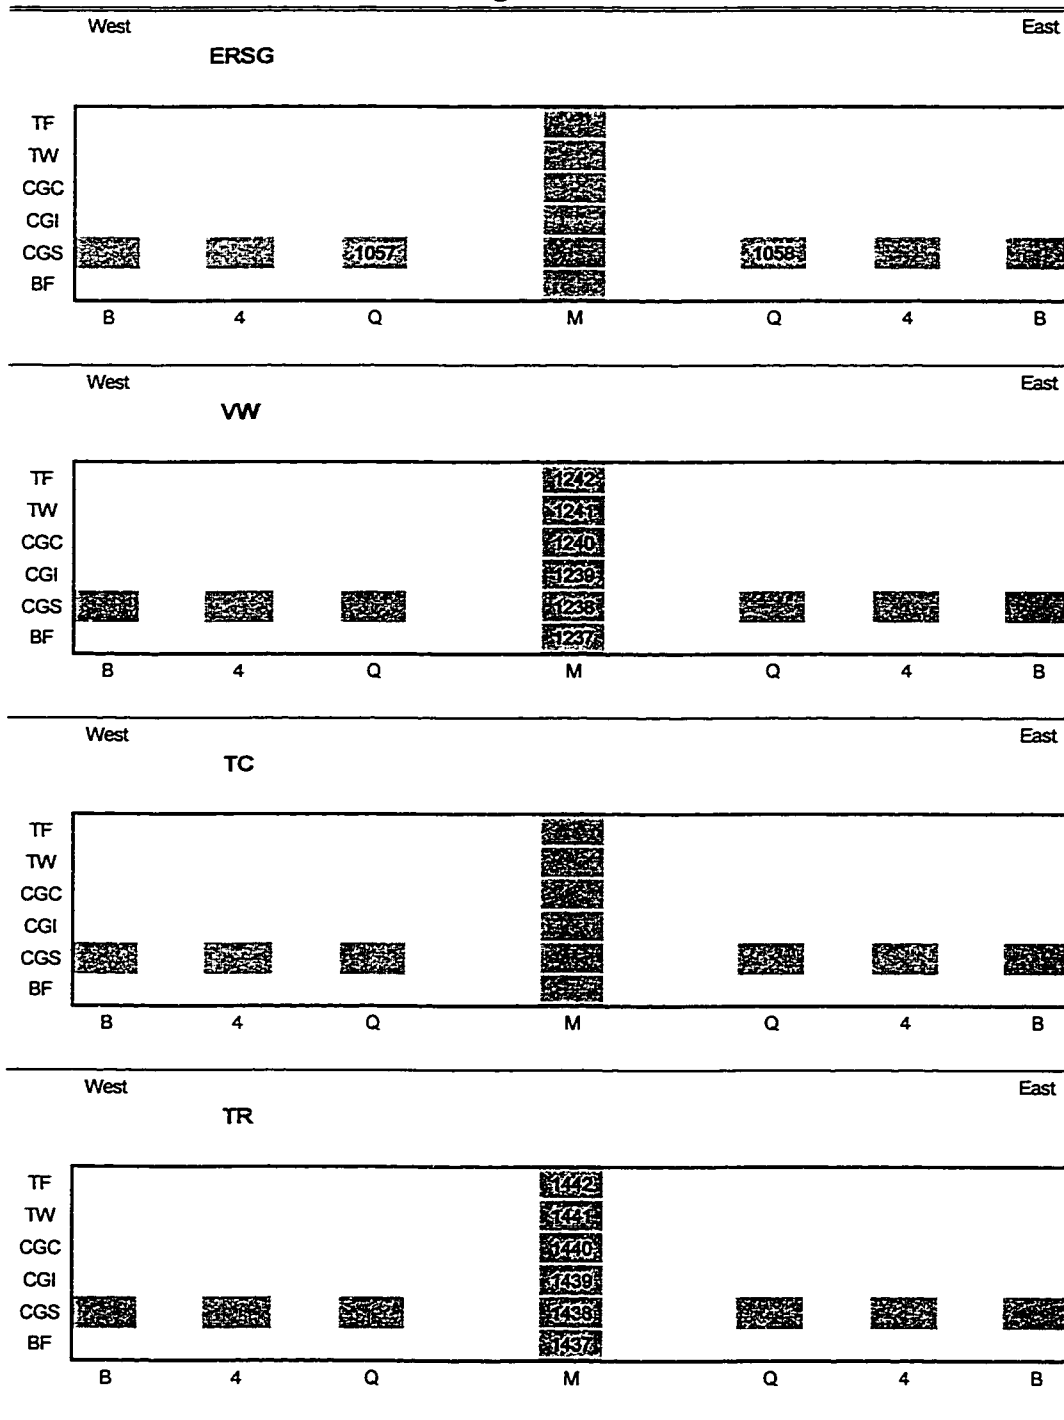 West East
ERSG
TF
TW
CGC
CGI
CGS 1057 1058
BF
B 4 Q M Q 4 B
West East
VW
TF 1242
TW 1241
CGC 1240
CGI 1239
CGS 1238
BF 1237
B 4 Q M Q 4 B
West East
TC
TF
TW
CGC
CGI
CGS
BF
B 4 Q M Q 4 B
West East
TR
TF 1442
TW 1441
CGC 1440
CGI 1439
CGS 1438
BF 1437
B 4 Q M Q 4 B